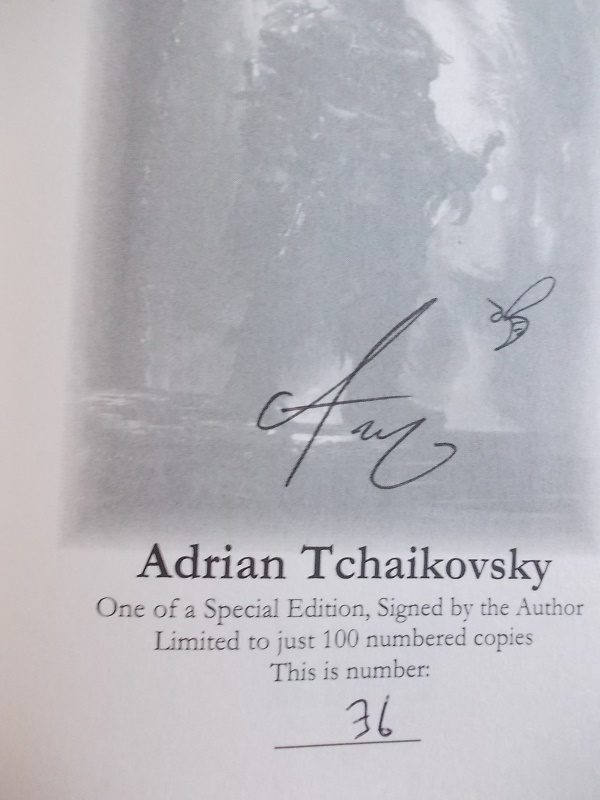 Adrian Tchaikovsky
One of a Special Edition, Signed by the Author
Limited to just 100 numbered copies
This is number:
36